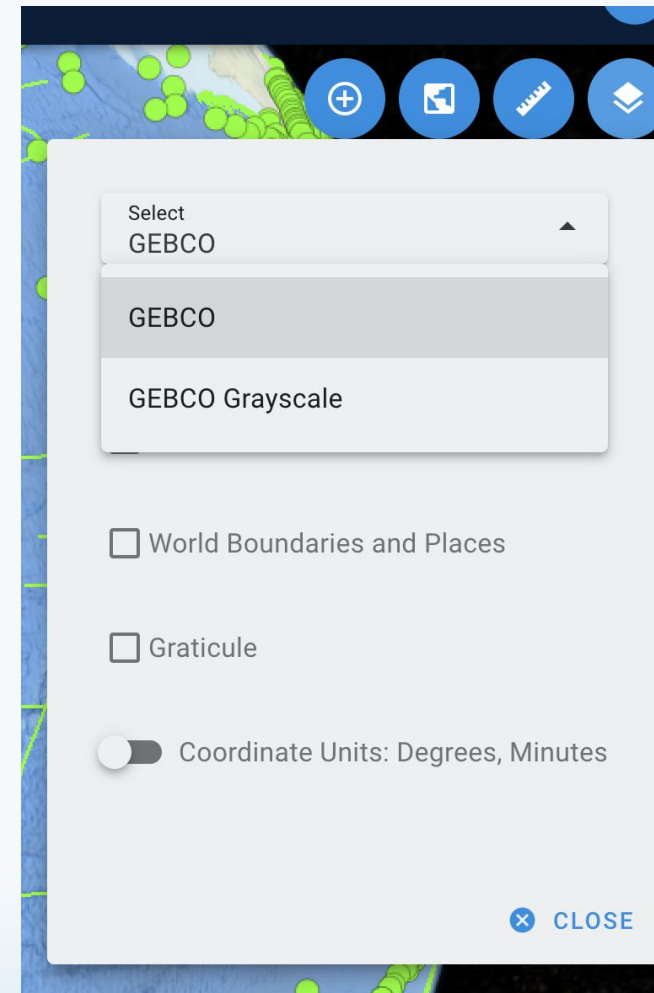 Select
GEBCO
GEBCO
GEBCO Grayscale
World Boundaries and Places
Graticule
Coordinate Units: Degrees, Minutes
CLOSE